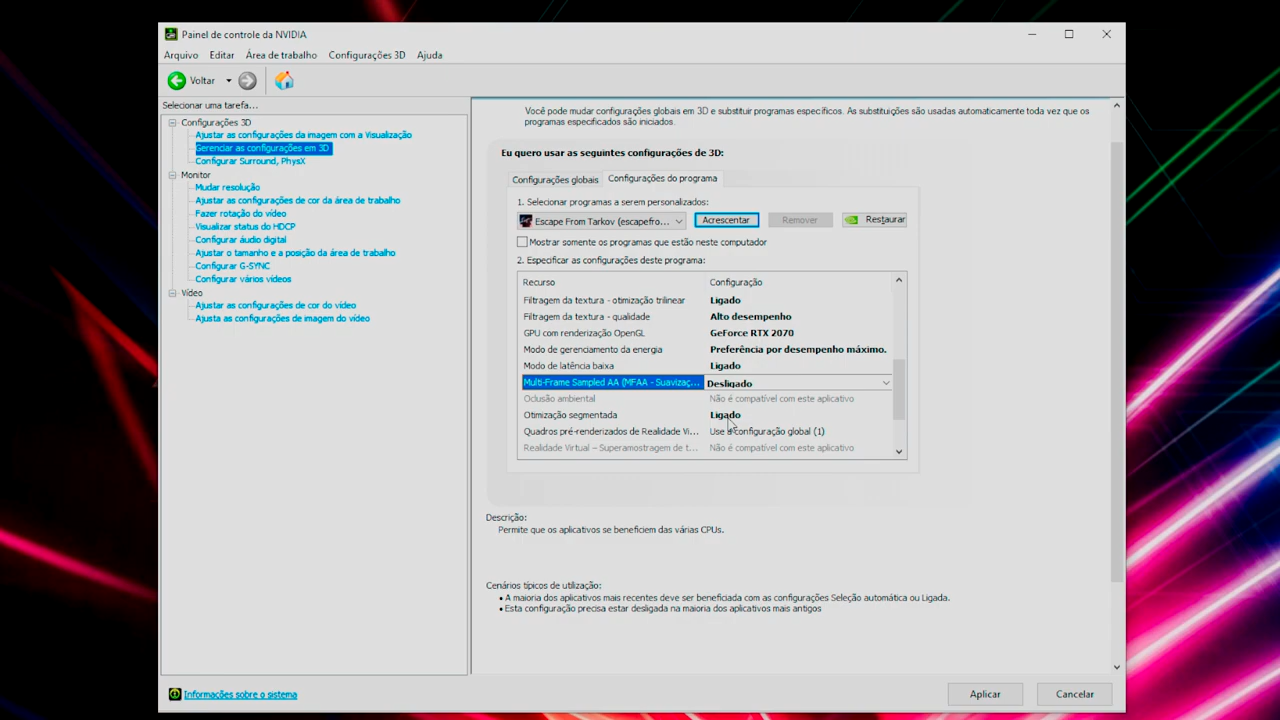 Painel de controle da NVIDIA
Arquivo Editar Área de trabalho Configurações 3D Ajuda
Voltar
Selecionar uma tarefa...
Configurações 3D
Ajustar as configurações da imagem com a Visualização
Gerenciar as configurações em 3D
Configurar Surround, PhysX
Monitor
Mudar resolução
Ajustar as configurações de cor da área de trabalho
Fazer rotação do vídeo
Visualizar status do HDCP
Configurar áudio digital
Ajustar o tamanho e a posição da área de trabalho
Configurar G-SYNC
Configurar vários vídeos
Vídeo
Ajustar as configurações de cor do vídeo
Ajusta as configurações de imagem do vídeo
Informações sobre o sistema
Você pode mudar configurações globais em 3D e substituir programas específicos. As substituições são usadas automaticamente toda vez que os
programas especificados são iniciados.
Eu quero usar as seguintes configurações de 3D:
Configurações globais Configurações do programa
1. Selecionar programas a serem personalizados:
Escape From Tarkov (escapefro... Acrescentar Remover Restaurar
Mostrar somente os programas que estão neste computador
2. Especificar as configurações deste programa:
Recurso Configuração
Filtragem da textura - otimização trilinear Ligado
Filtragem da textura - qualidade Alto desempenho
GPU com renderização OpenGL GeForce RTX 2070
Modo de gerenciamento da energia Preferência por desempenho máximo.
Modo de latência baixa Ligado
Multi-Frame Sampled AA (MFAA - Suavizaç... Desligado
Oclusão ambiental Não é compatível com este aplicativo
Otimização segmentada Ligado
Quadros pré-renderizados de Realidade Vi... Use a configuração global (1)
Realidade Virtual – Superamostragem de t... Não é compatível com este aplicativo
Descrição:
Permite que os aplicativos se beneficiem das várias CPUs.
Cenários típicos de utilização:
• A maioria dos aplicativos mais recentes deve ser beneficiada com as configurações Seleção automática ou Ligada.
• Esta configuração precisa estar desligada na maioria dos aplicativos mais antigos
Aplicar Cancelar